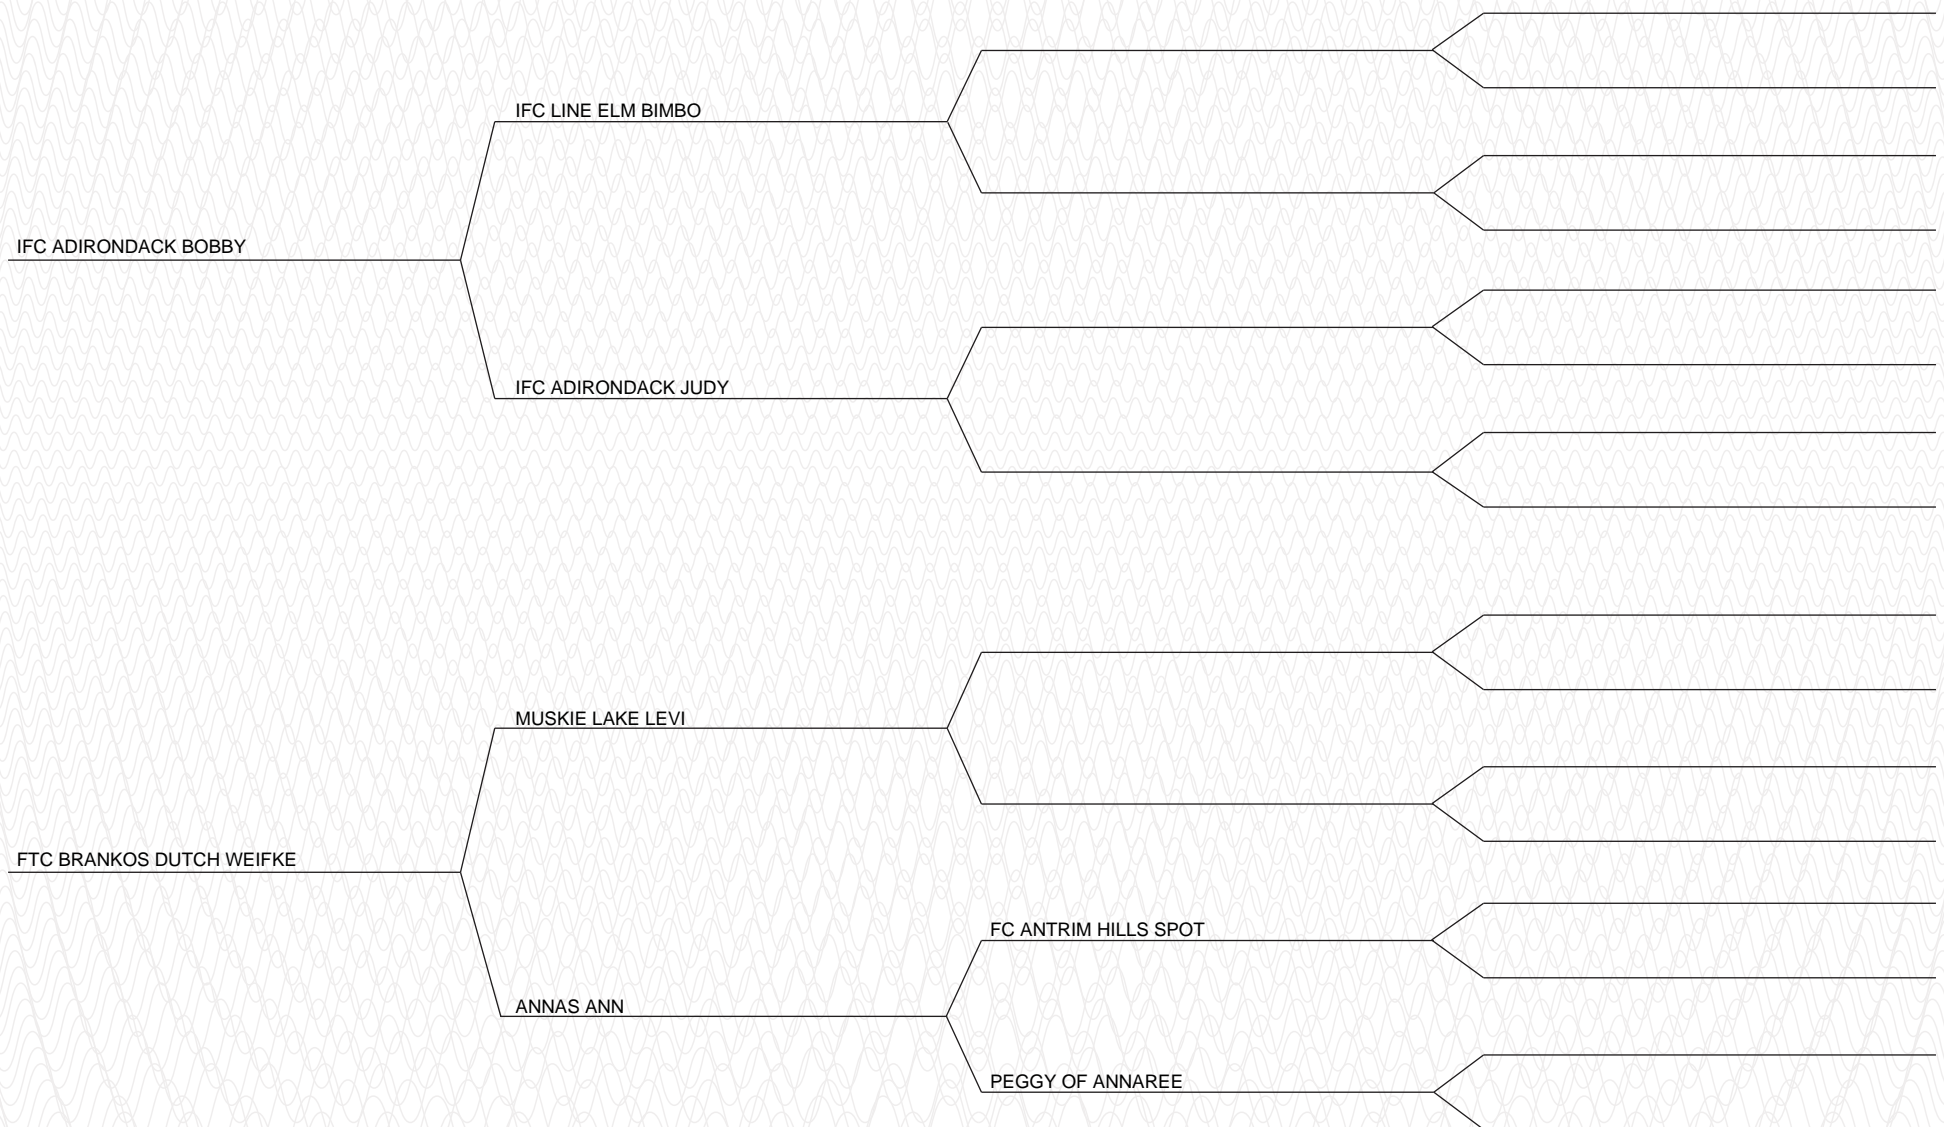 IFC LINE ELM BIMBO
IFC ADIRONDACK BOBBY
IFC ADIRONDACK JUDY
MUSKIE LAKE LEVI
FTC BRANKOS DUTCH WEIFKE
FC ANTRIM HILLS SPOT
ANNAS ANN
PEGGY OF ANNAREE